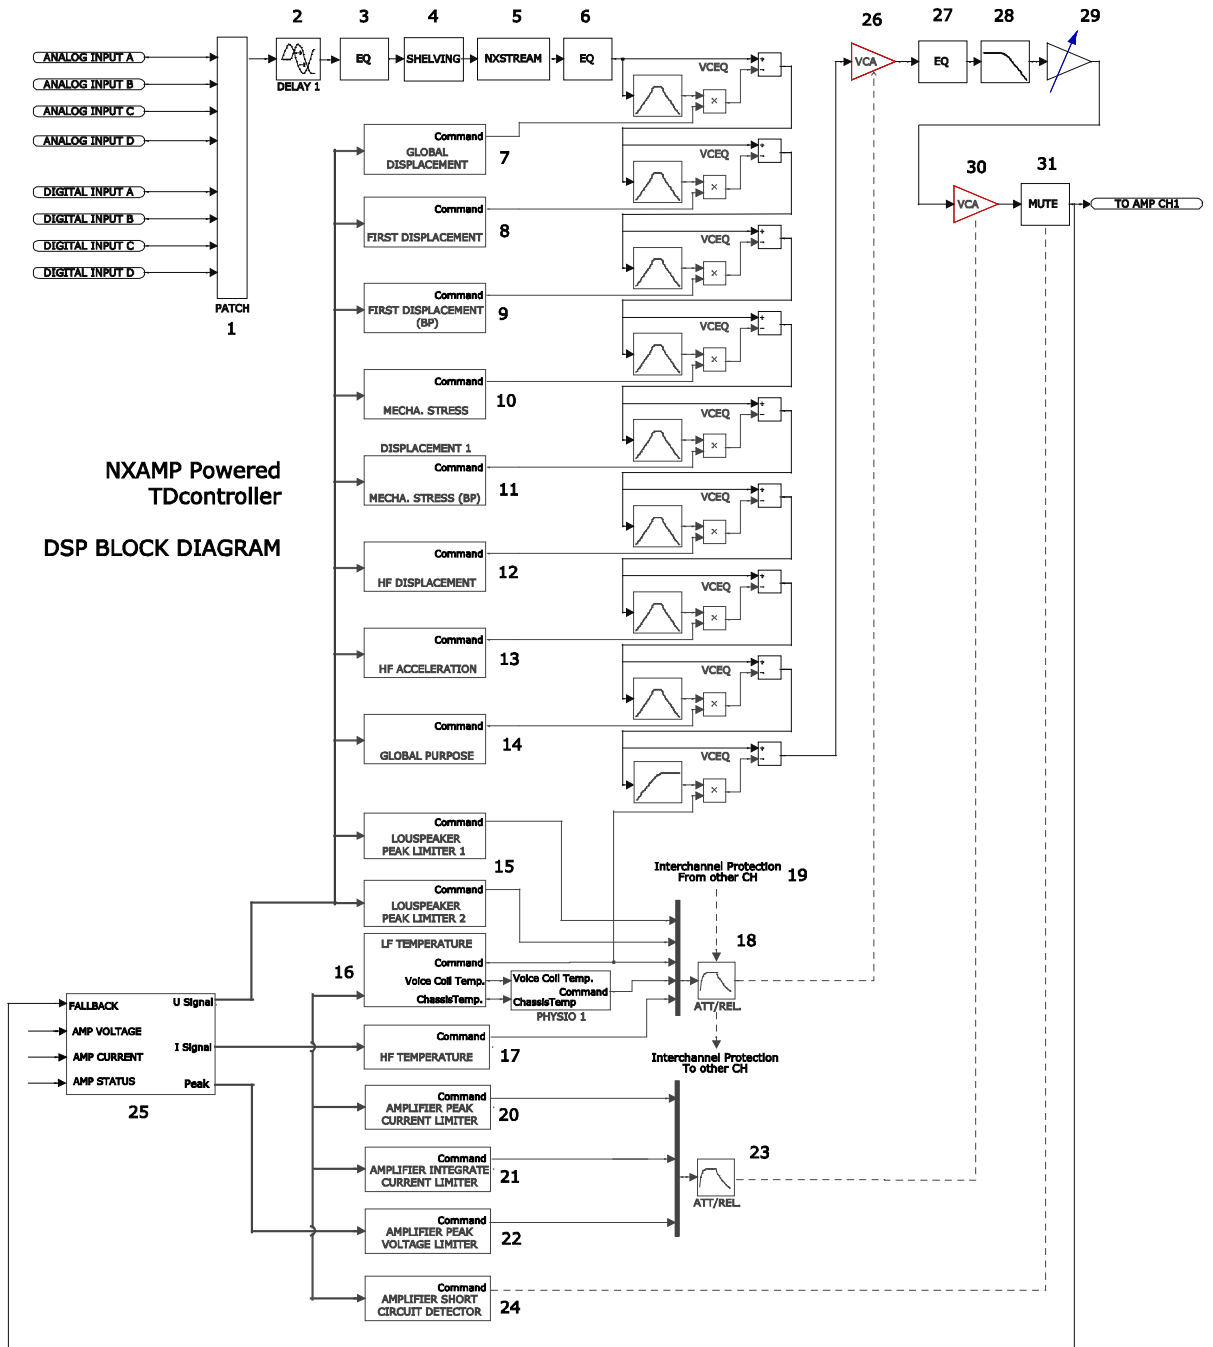 2
3
4
5
6
26
27
28
29
ANALOG INPUT A
ANALOG INPUT B
ANALOG INPUT C
ANALOG INPUT D
DIGITAL INPUT A
DIGITAL INPUT B
DIGITAL INPUT C
DIGITAL INPUT D
PATCH
1
DELAY 1
EQ
SHELVING
NXSTREAM
EQ
VCA
EQ
30
31
VCA
MUTE
TO AMP CH1
VCEQ
+
-
×
Command
GLOBAL
DISPLACEMENT
7
VCEQ
+
-
×
Command
FIRST DISPLACEMENT
8
VCEQ
+
-
×
Command
FIRST DISPLACEMENT
(BP)
9
VCEQ
+
-
×
Command
MECHA. STRESS
10
VCEQ
+
-
×
DISPLACEMENT 1
Command
MECHA. STRESS (BP)
11
VCEQ
+
-
×
Command
HF DISPLACEMENT
12
VCEQ
+
-
×
Command
HF ACCELERATION
13
VCEQ
+
-
×
Command
GLOBAL PURPOSE
14
VCEQ
+
-
×
NXAMP Powered
TDcontroller
DSP BLOCK DIAGRAM
Command
LOUSPEAKER
PEAK LIMITER 1
15
Command
LOUSPEAKER
PEAK LIMITER 2
Interchannel Protection
From other CH
19
LF TEMPERATURE
Command
Voice Coil Temp.
ChassisTemp.
16
Voice Coil Temp.
Command
ChassisTemp
PHYSIO 1
18
ATT/REL.
Interchannel Protection
To other CH
Command
HF TEMPERATURE
17
FALLBACK
AMP VOLTAGE
AMP CURRENT
AMP STATUS
U Signal
I Signal
Peak
25
Command
AMPLIFIER PEAK
CURRENT LIMITER
20
Command
AMPLIFIER INTEGRATE
CURRENT LIMITER
21
23
ATT/REL.
Command
AMPLIFIER PEAK
VOLTAGE LIMITER
22
Command
AMPLIFIER SHORT
CIRCUIT DETECTOR
24